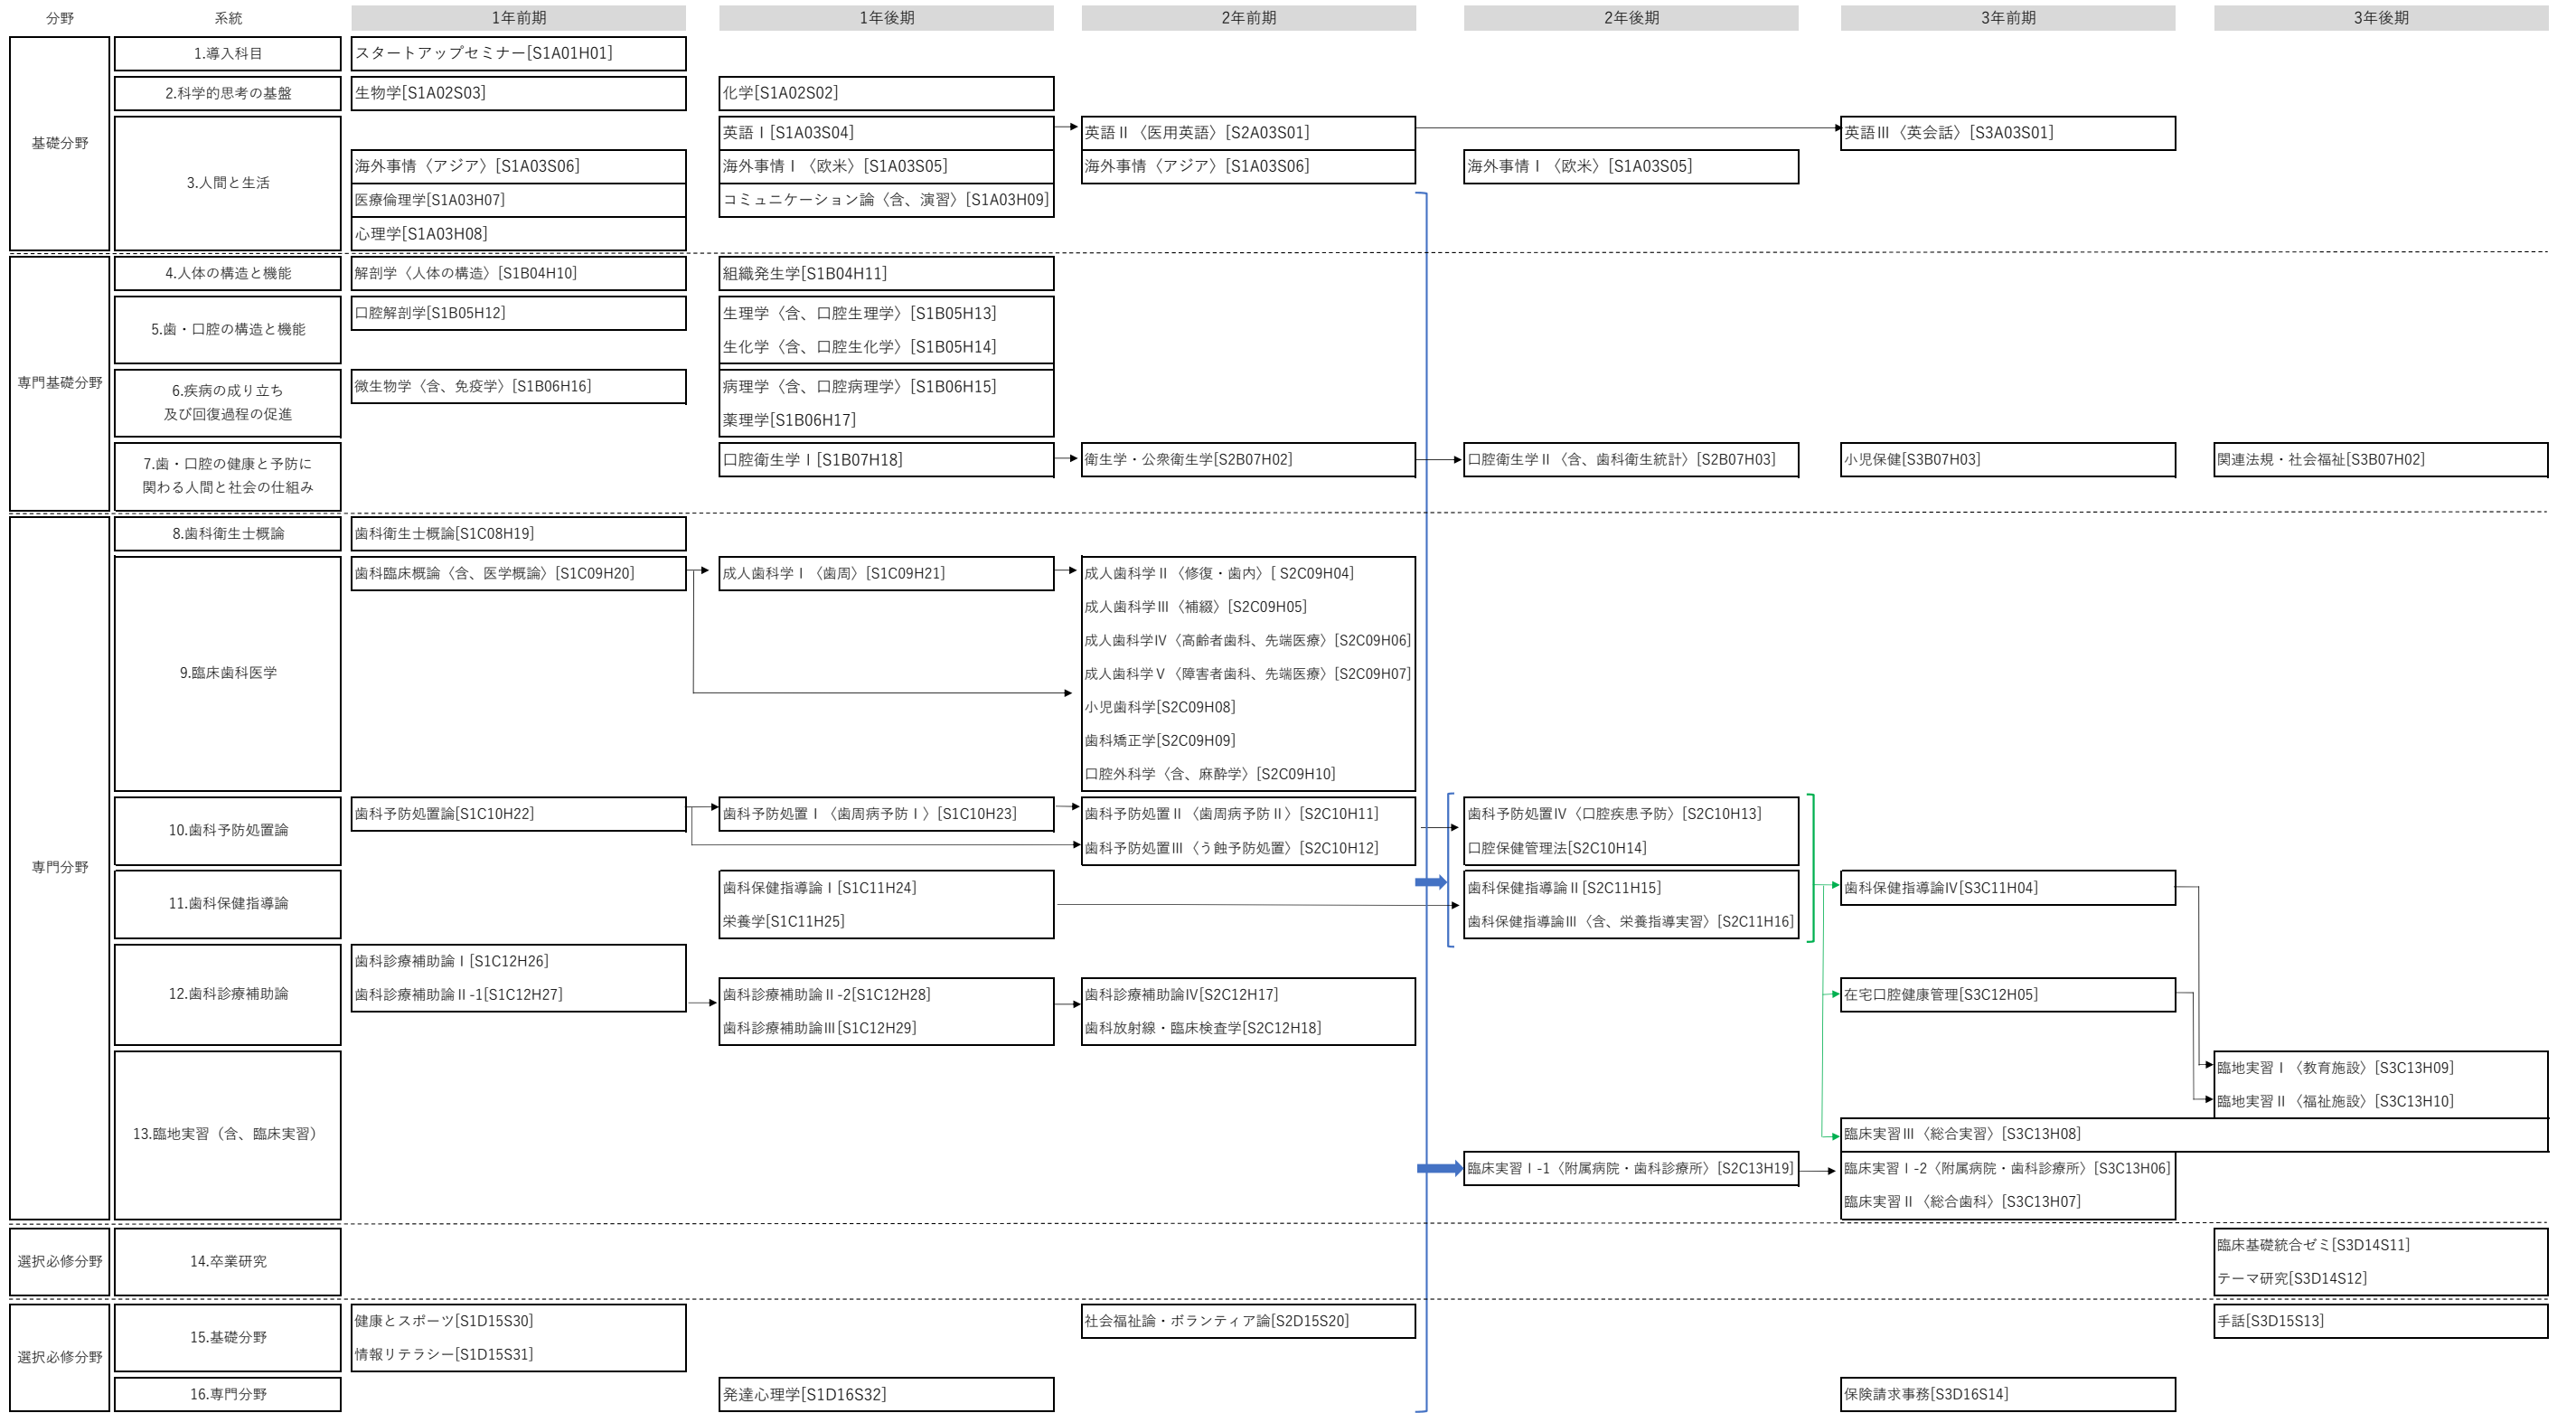 分野
系統
1年前期
1年後期
2年前期
2年後期
3年前期
3年後期
基礎分野
1.導入科目
スタートアップセミナー[S1A01H01]
2.科学的思考の基盤
生物学[S1A02S03]
化学[S1A02S02]
3.人間と生活
英語Ⅰ[S1A03S04]
英語Ⅱ〈医用英語〉[S2A03S01]
英語Ⅲ〈英会話〉[S3A03S01]
海外事情〈アジア〉[S1A03S06]
海外事情Ⅰ〈欧米〉[S1A03S05]
海外事情〈アジア〉[S1A03S06]
海外事情Ⅰ〈欧米〉[S1A03S05]
医療倫理学[S1A03H07]
コミュニケーション論〈含、演習〉[S1A03H09]
心理学[S1A03H08]
専門基礎分野
4.人体の構造と機能
解剖学〈人体の構造〉[S1B04H10]
組織発生学[S1B04H11]
5.歯・口腔の構造と機能
口腔解剖学[S1B05H12]
生理学〈含、口腔生理学〉[S1B05H13]
生化学〈含、口腔生化学〉[S1B05H14]
6.疾病の成り立ち
及び回復過程の促進
微生物学〈含、免疫学〉[S1B06H16]
病理学〈含、口腔病理学〉[S1B06H15]
薬理学[S1B06H17]
7.歯・口腔の健康と予防に
関わる人間と社会の仕組み
口腔衛生学Ⅰ[S1B07H18]
衛生学・公衆衛生学[S2B07H02]
口腔衛生学Ⅱ〈含、歯科衛生統計〉[S2B07H03]
小児保健[S3B07H03]
関連法規・社会福祉[S3B07H02]
専門分野
8.歯科衛生士概論
歯科衛生士概論[S1C08H19]
9.臨床歯科医学
歯科臨床概論〈含、医学概論〉[S1C09H20]
成人歯科学Ⅰ〈歯周〉[S1C09H21]
成人歯科学Ⅱ〈修復・歯内〉[ S2C09H04]
成人歯科学Ⅲ〈補綴〉[S2C09H05]
成人歯科学Ⅳ〈高齢者歯科、先端医療〉[S2C09H06]
成人歯科学Ⅴ〈障害者歯科、先端医療〉[S2C09H07]
小児歯科学[S2C09H08]
歯科矯正学[S2C09H09]
口腔外科学〈含、麻酔学〉[S2C09H10]
10.歯科予防処置論
歯科予防処置論[S1C10H22]
歯科予防処置Ⅰ〈歯周病予防Ⅰ〉[S1C10H23]
歯科予防処置Ⅱ〈歯周病予防Ⅱ〉[S2C10H11]
歯科予防処置Ⅲ〈う蝕予防処置〉[S2C10H12]
歯科予防処置Ⅳ〈口腔疾患予防〉[S2C10H13]
口腔保健管理法[S2C10H14]
11.歯科保健指導論
歯科保健指導論Ⅰ[S1C11H24]
栄養学[S1C11H25]
歯科保健指導論Ⅱ[S2C11H15]
歯科保健指導論Ⅲ〈含、栄養指導実習〉[S2C11H16]
歯科保健指導論Ⅳ[S3C11H04]
12.歯科診療補助論
歯科診療補助論Ⅰ[S1C12H26]
歯科診療補助論Ⅱ-1[S1C12H27]
歯科診療補助論Ⅱ-2[S1C12H28]
歯科診療補助論Ⅲ[S1C12H29]
歯科診療補助論Ⅳ[S2C12H17]
歯科放射線・臨床検査学[S2C12H18]
在宅口腔健康管理[S3C12H05]
13.臨地実習（含、臨床実習）
臨地実習Ⅰ〈教育施設〉[S3C13H09]
臨地実習Ⅱ〈福祉施設〉[S3C13H10]
臨床実習Ⅲ〈総合実習〉[S3C13H08]
臨床実習Ⅰ-1〈附属病院・歯科診療所〉[S2C13H19]
臨床実習Ⅰ-2〈附属病院・歯科診療所〉[S3C13H06]
臨床実習Ⅱ〈総合歯科〉[S3C13H07]
選択必修分野
14.卒業研究
臨床基礎統合ゼミ[S3D14S11]
テーマ研究[S3D14S12]
選択必修分野
15.基礎分野
健康とスポーツ[S1D15S30]
情報リテラシー[S1D15S31]
社会福祉論・ボランティア論[S2D15S20]
手話[S3D15S13]
16.専門分野
発達心理学[S1D16S32]
保険請求事務[S3D16S14]